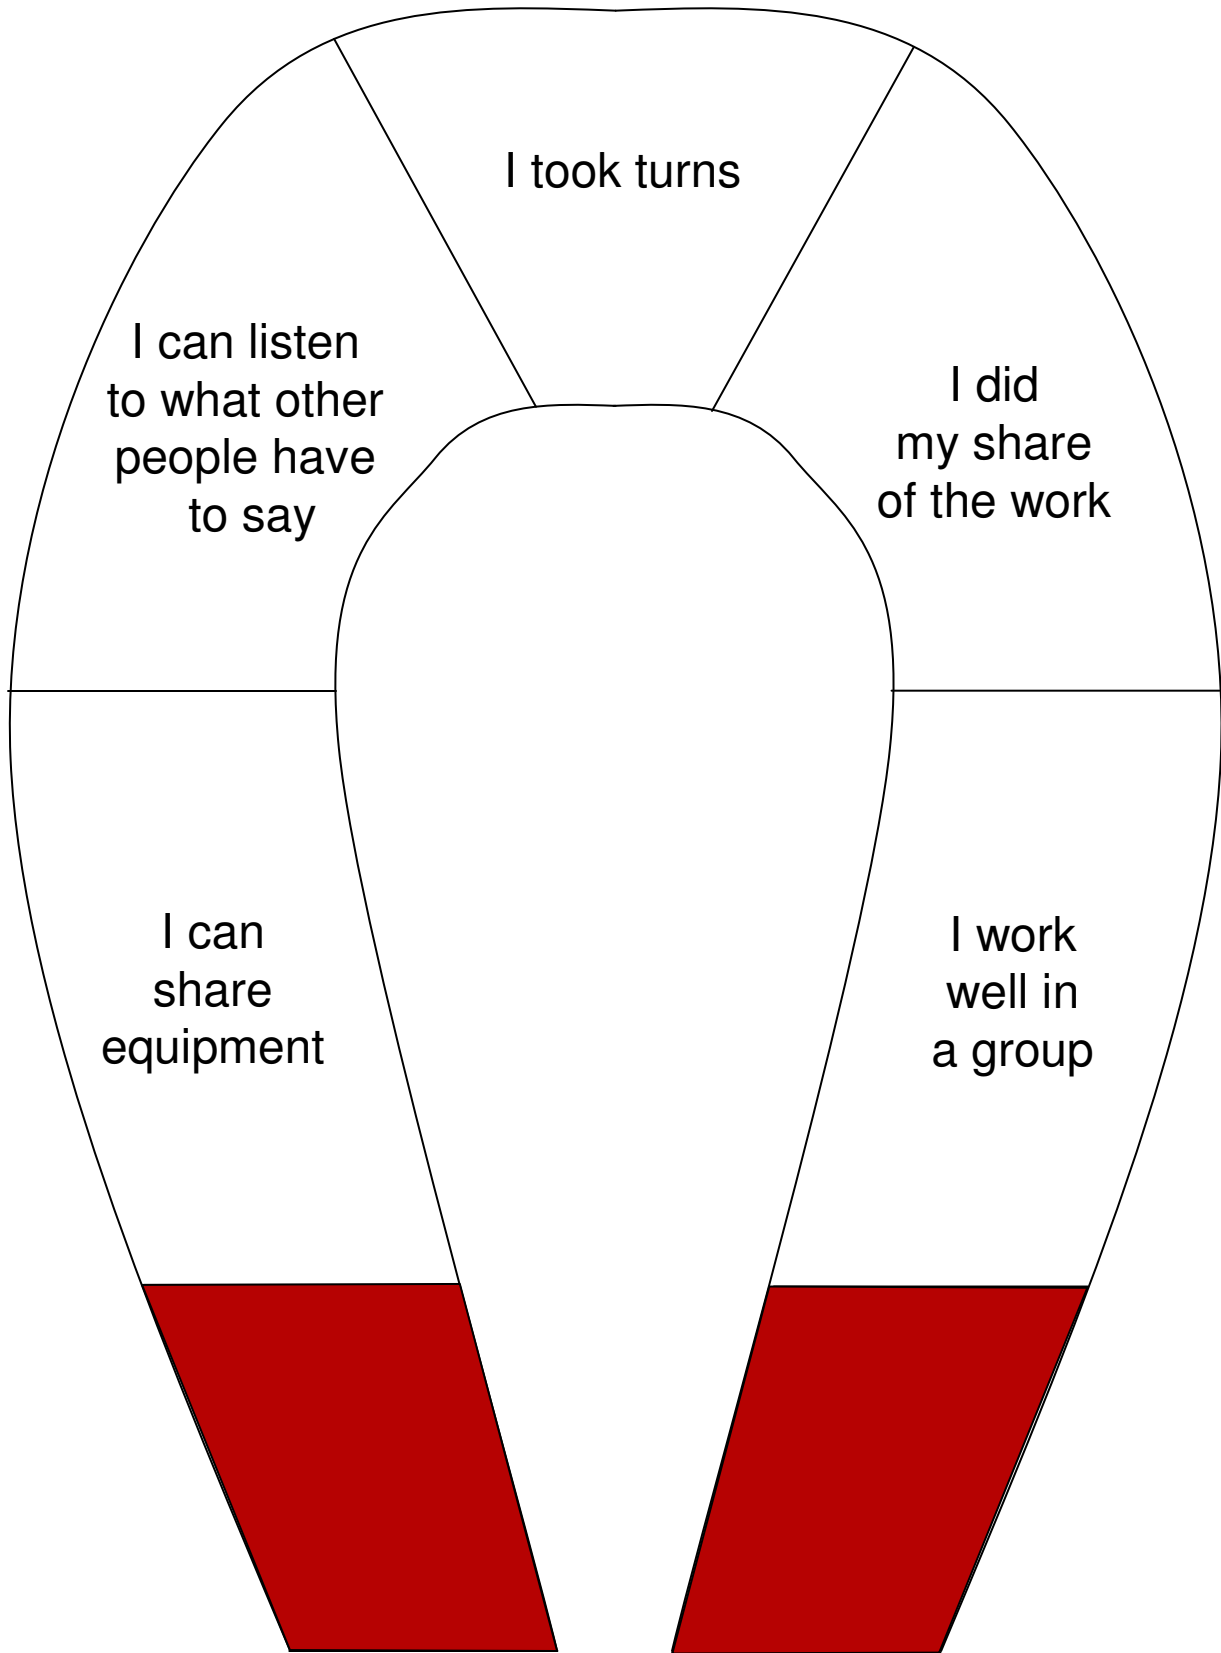 I took turns
I can listen
to what other
people have
to say
I did
my share
of the work
I can
share
equipment
I work
well in
a group